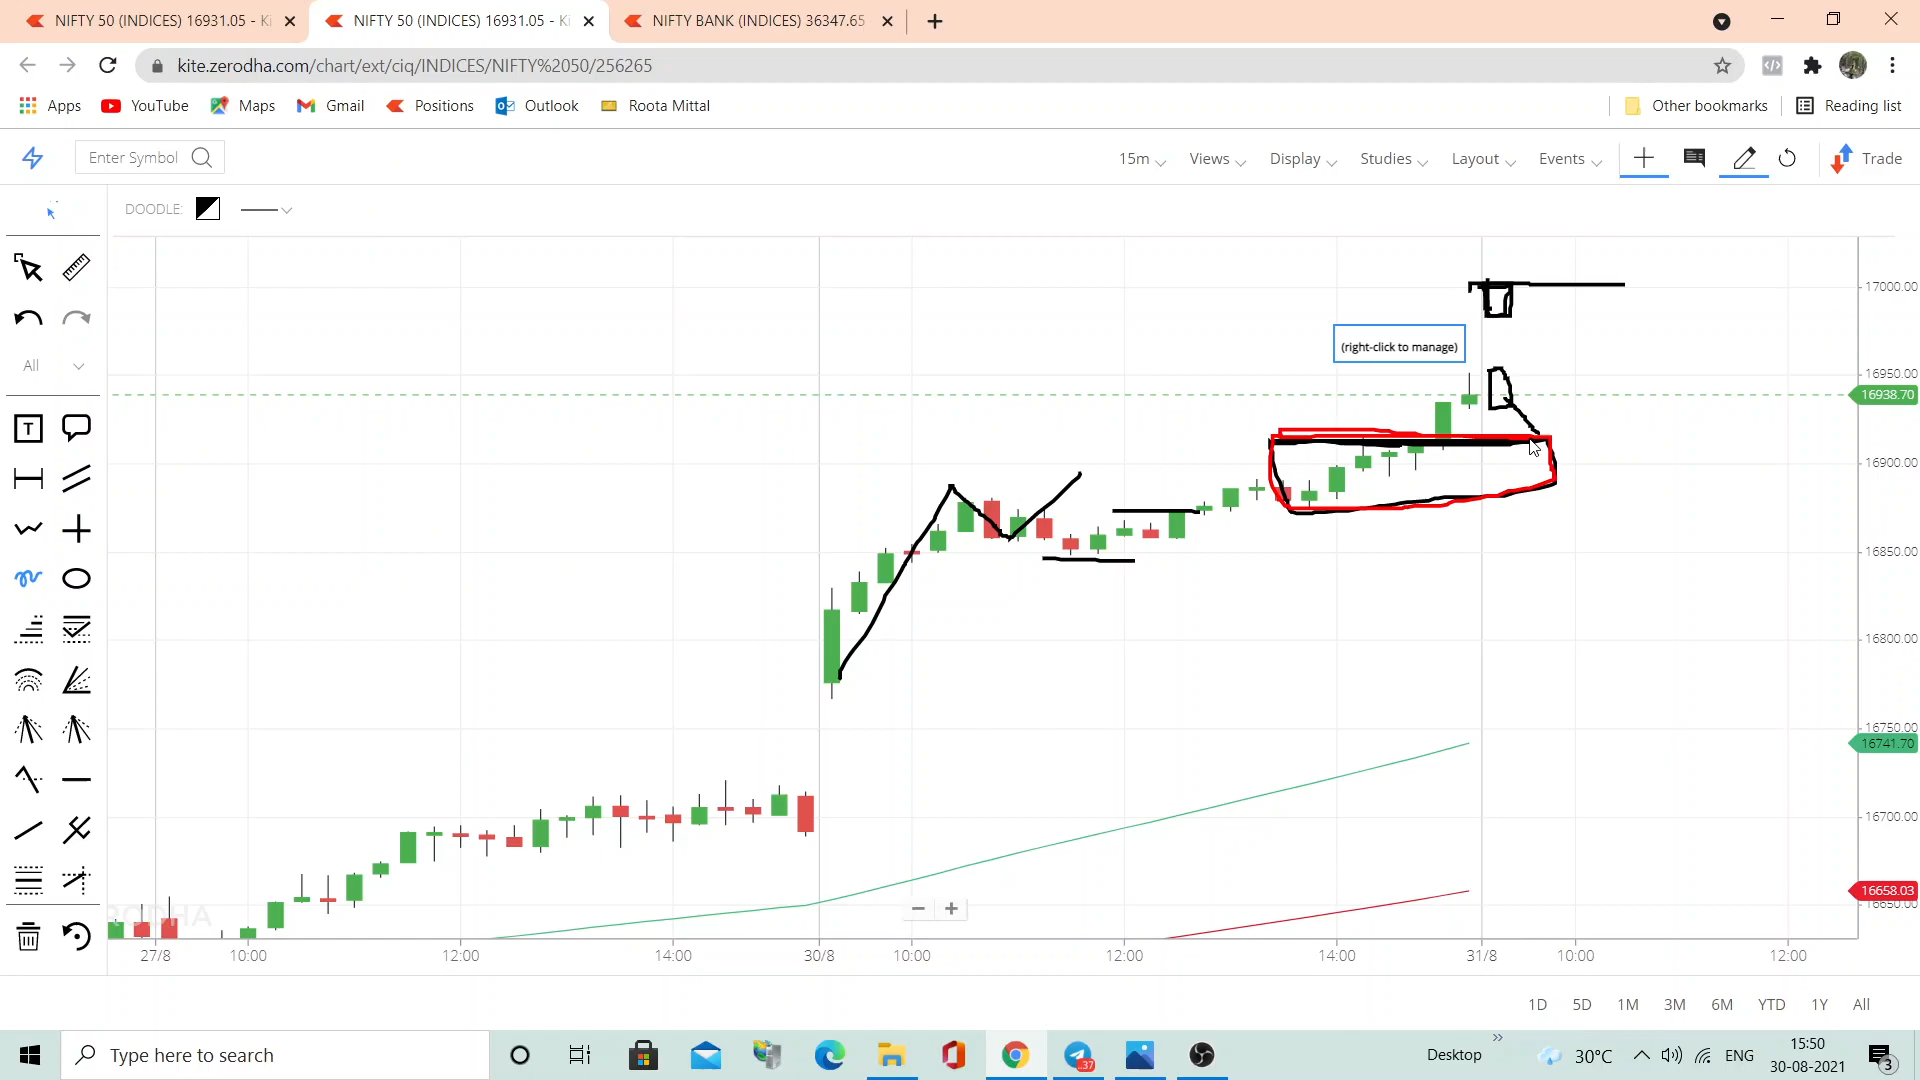 NIFTY 50 (INDICES) 16931.05 - Ki
NIFTY 50 (INDICES) 16931.05 - Ki
NIFTY BANK (INDICES) 36347.65
kite.zerodha.com/chart/ext/ciq/INDICES/NIFTY%2050/256265
Apps
YouTube
Maps
Gmail
Positions
Outlook
Roota Mittal
Other bookmarks
Reading list
Enter Symbol
15m
Views
Display
Studies
Layout
Events
Trade
DOODLE:
All
T
(right-click to manage)
17000.00
16950.00
16938.70
16900.00
16850.00
16800.00
16750.00
16741.70
16700.00
16658.03
16650.00
27/8
10:00
12:00
14:00
30/8
10:00
12:00
14:00
31/8
10:00
12:00
1D
5D
1M
3M
6M
YTD
1Y
All
Type here to search
37
Desktop
30°C
ENG
15:50
30-08-2021
3